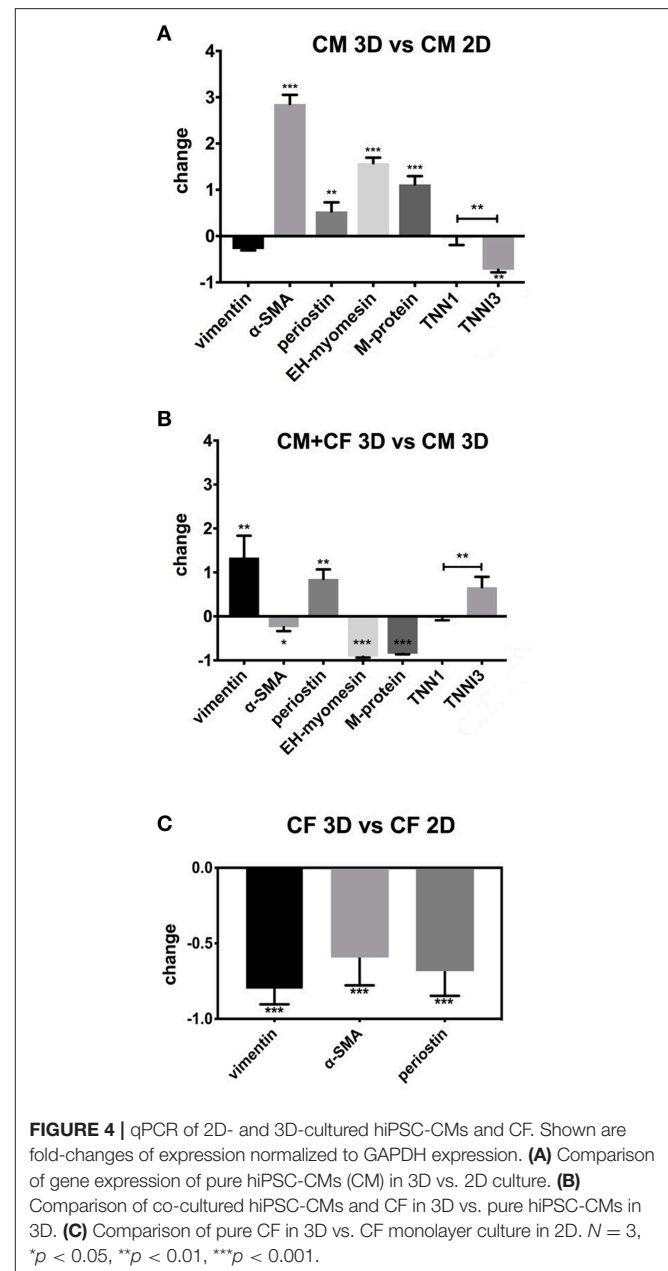 A
CM 3D vs CM 2D
change
4
3
2
1
0
-1
***
**
***
***
**
**
vimentin
α-SMA
periostin
EH-myomesin
M-protein
TNN1
TNNI3
B
CM+CF 3D vs CM 3D
change
4
3
2
1
0
-1
**
*
**
***
***
**
vimentin
α-SMA
periostin
EH-myomesin
M-protein
TNN1
TNNI3
C
CF 3D vs CF 2D
change
0.0
-0.5
-1.0
***
***
***
vimentin
α-SMA
periostin
FIGURE 4 | qPCR of 2D- and 3D-cultured hiPSC-CMs and CF. Shown are
fold-changes of expression normalized to GAPDH expression. (A) Comparison
of gene expression of pure hiPSC-CMs (CM) in 3D vs. 2D culture. (B)
Comparison of co-cultured hiPSC-CMs and CF in 3D vs. pure hiPSC-CMs in
3D. (C) Comparison of pure CF in 3D vs. CF monolayer culture in 2D. N = 3,
*p < 0.05, **p < 0.01, ***p < 0.001.